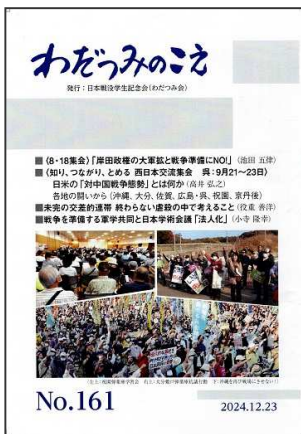 わだつみのこえ
発行：日本戦没学生記念会（わだつみ会）
■〈8・18集会〉「岸田政権の大軍拡と戦争準備にNO!」（池田 五律）
■〈知り、つながり、とめる 西日本交流集会 呉：9月21〜23日〉
日米の「対中国戦争態勢」とは何か（高井 弘之）
各地の闘いから（沖縄、大分、佐賀、広島・呉、祝園、京丹後）
■未完の交差的連帯 終わらない虐殺の中で考えること（役重 善洋）
■戦争を準備する軍学共同と日本学術会議「法人化」（小寺 隆幸）
No.161
2024.12.23